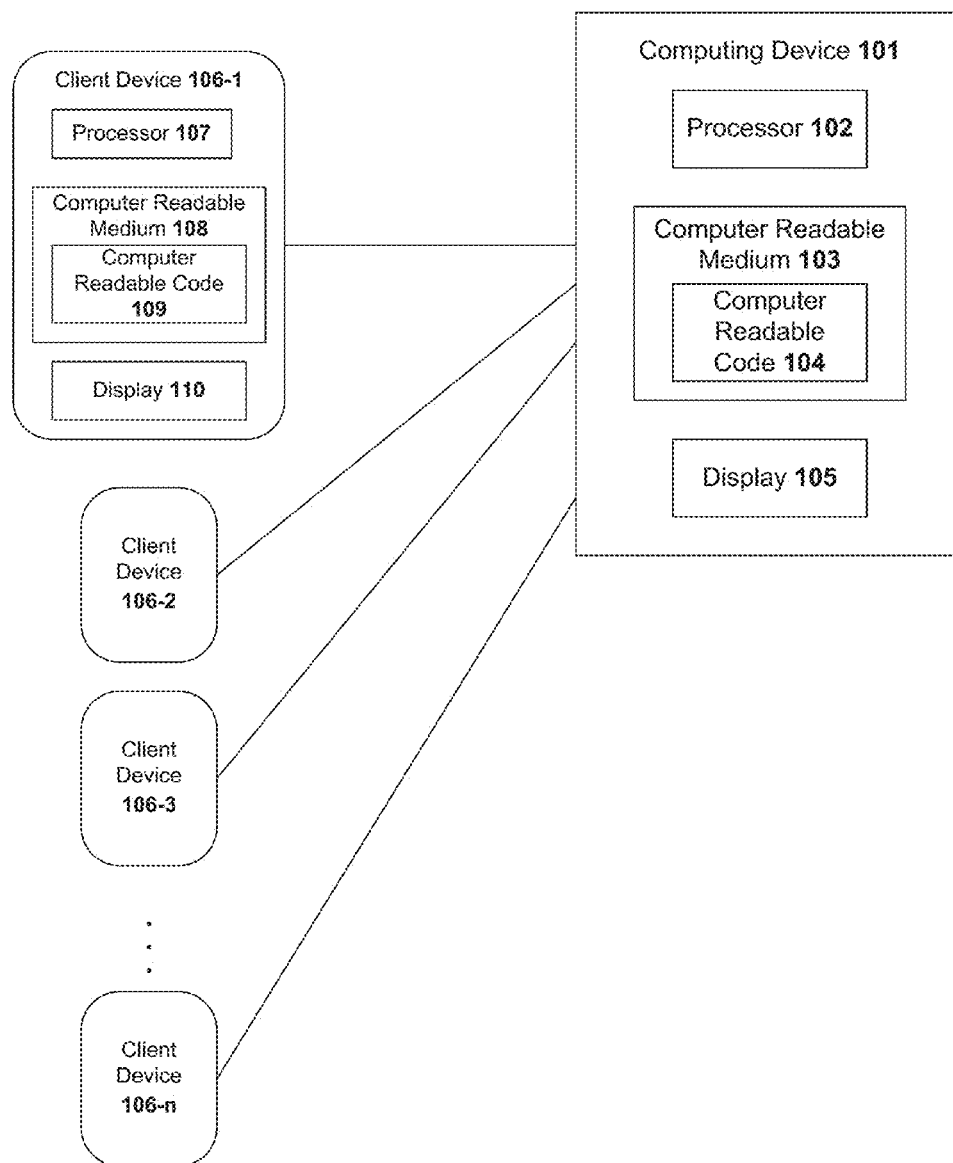 Client Device 106-1
Processor 107
Computer Readable
Medium 108
Computer
Readable Code
109
Display 110
Computing Device 101
Processor 102
Computer Readable
Medium 103
Computer
Readable
Code 104
Display 105
Client
Device
106-2
Client
Device
106-3
Client
Device
106-n